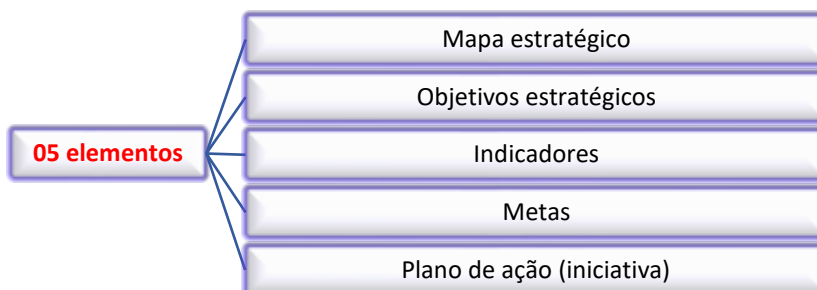 Mapa estratégico
Objetivos estratégicos
05 elementos
Indicadores
Metas
Plano de ação (iniciativa)